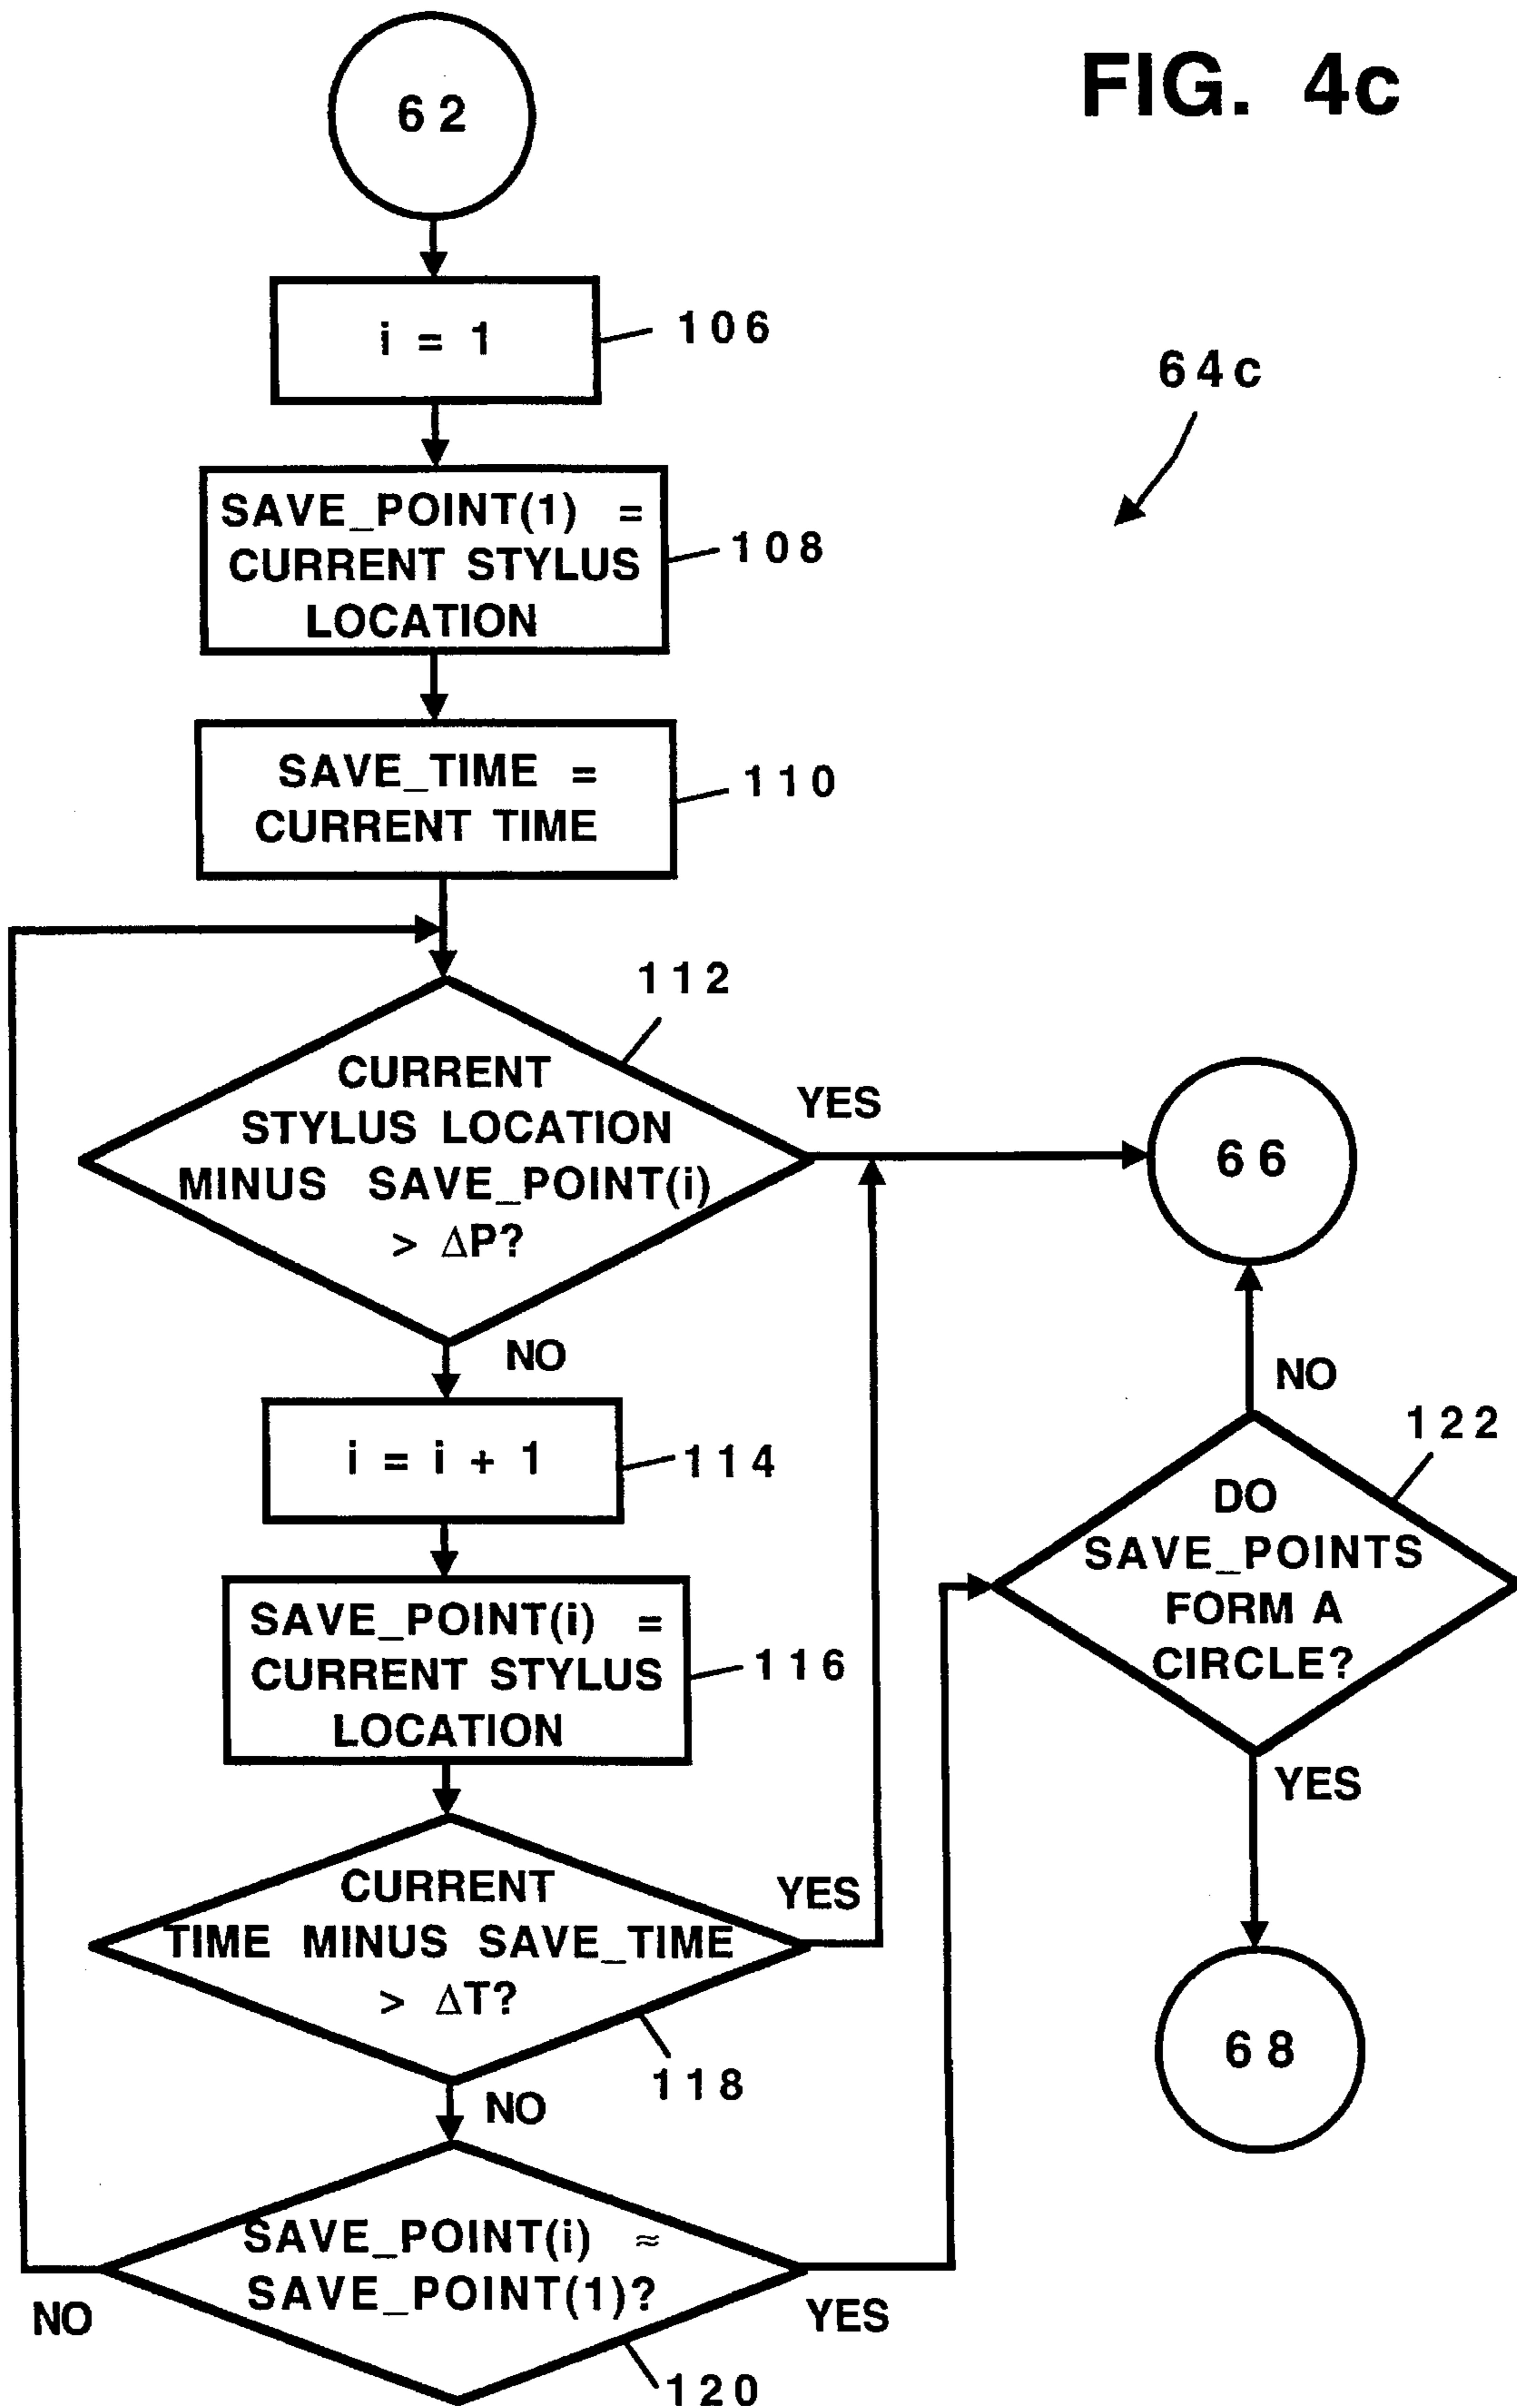 FIG. 4c
62
i = 1
106
64c
SAVE_POINT(1) =
CURRENT STYLUS
LOCATION
108
SAVE_TIME =
CURRENT TIME
110
112
CURRENT
STYLUS LOCATION
MINUS SAVE_POINT(i)
> ΔP?
YES
66
NO
i = i + 1
114
NO
122
DO
SAVE_POINTS
FORM A
CIRCLE?
SAVE_POINT(i) =
CURRENT STYLUS
LOCATION
116
YES
CURRENT
TIME MINUS SAVE_TIME
> ΔT?
YES
118
68
NO
SAVE_POINT(i) ≈
SAVE_POINT(1)?
NO
YES
120